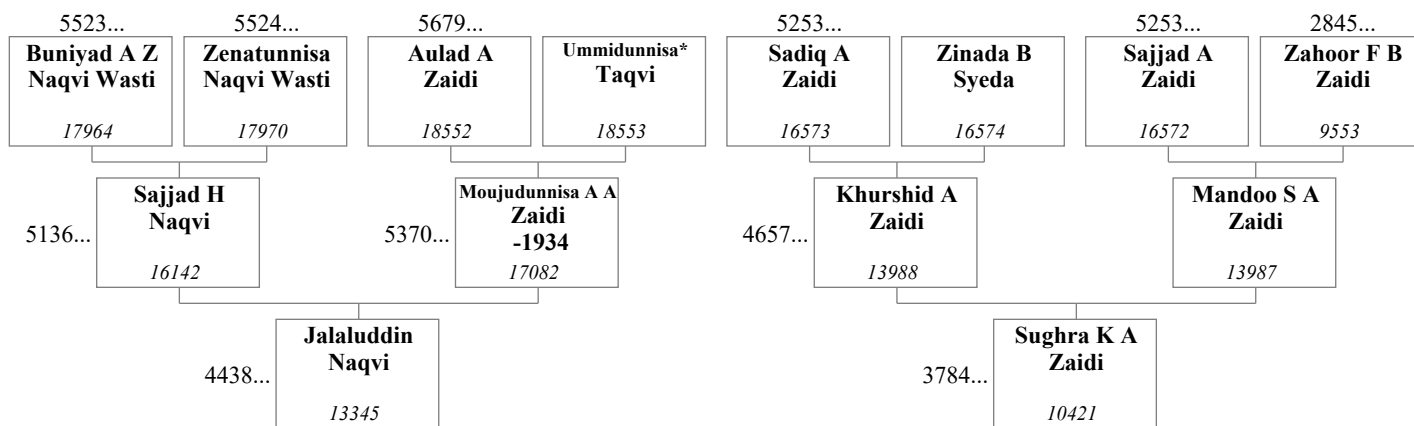 5523...
5524...
5679...
5253...
5253...
2845...
Buniyad A Z
Naqvi Wasti
17964
Zenatunnisa
Naqvi Wasti
17970
Aulad A
Zaidi
18552
Ummidunnisa*
Taqvi
18553
Sadiq A
Zaidi
16573
Zinada B
Syeda
16574
Sajjad A
Zaidi
16572
Zahoor F B
Zaidi
9553
5136...
Sajjad H
Naqvi
16142
5370...
Moujudunnisa A A
Zaidi
-1934
17082
4657...
Khurshid A
Zaidi
13988
Mandoo S A
Zaidi
13987
4438...
Jalaluddin
Naqvi
13345
3784...
Sughra K A
Zaidi
10421